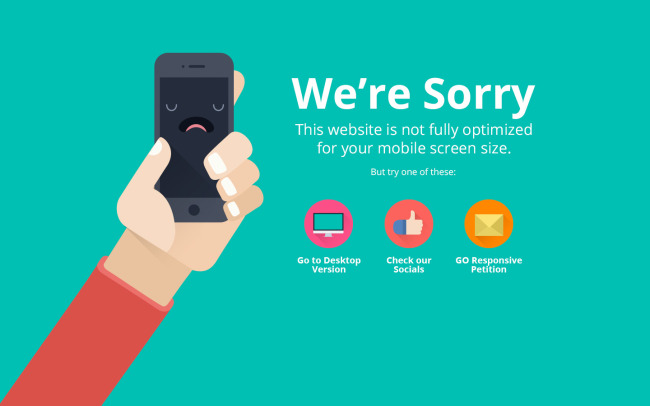 We're Sorry
This website is not fully optimized
for your mobile screen size.
But try one of these:
Go to Desktop
Version
Check our
Socials
GO Responsive
Petition